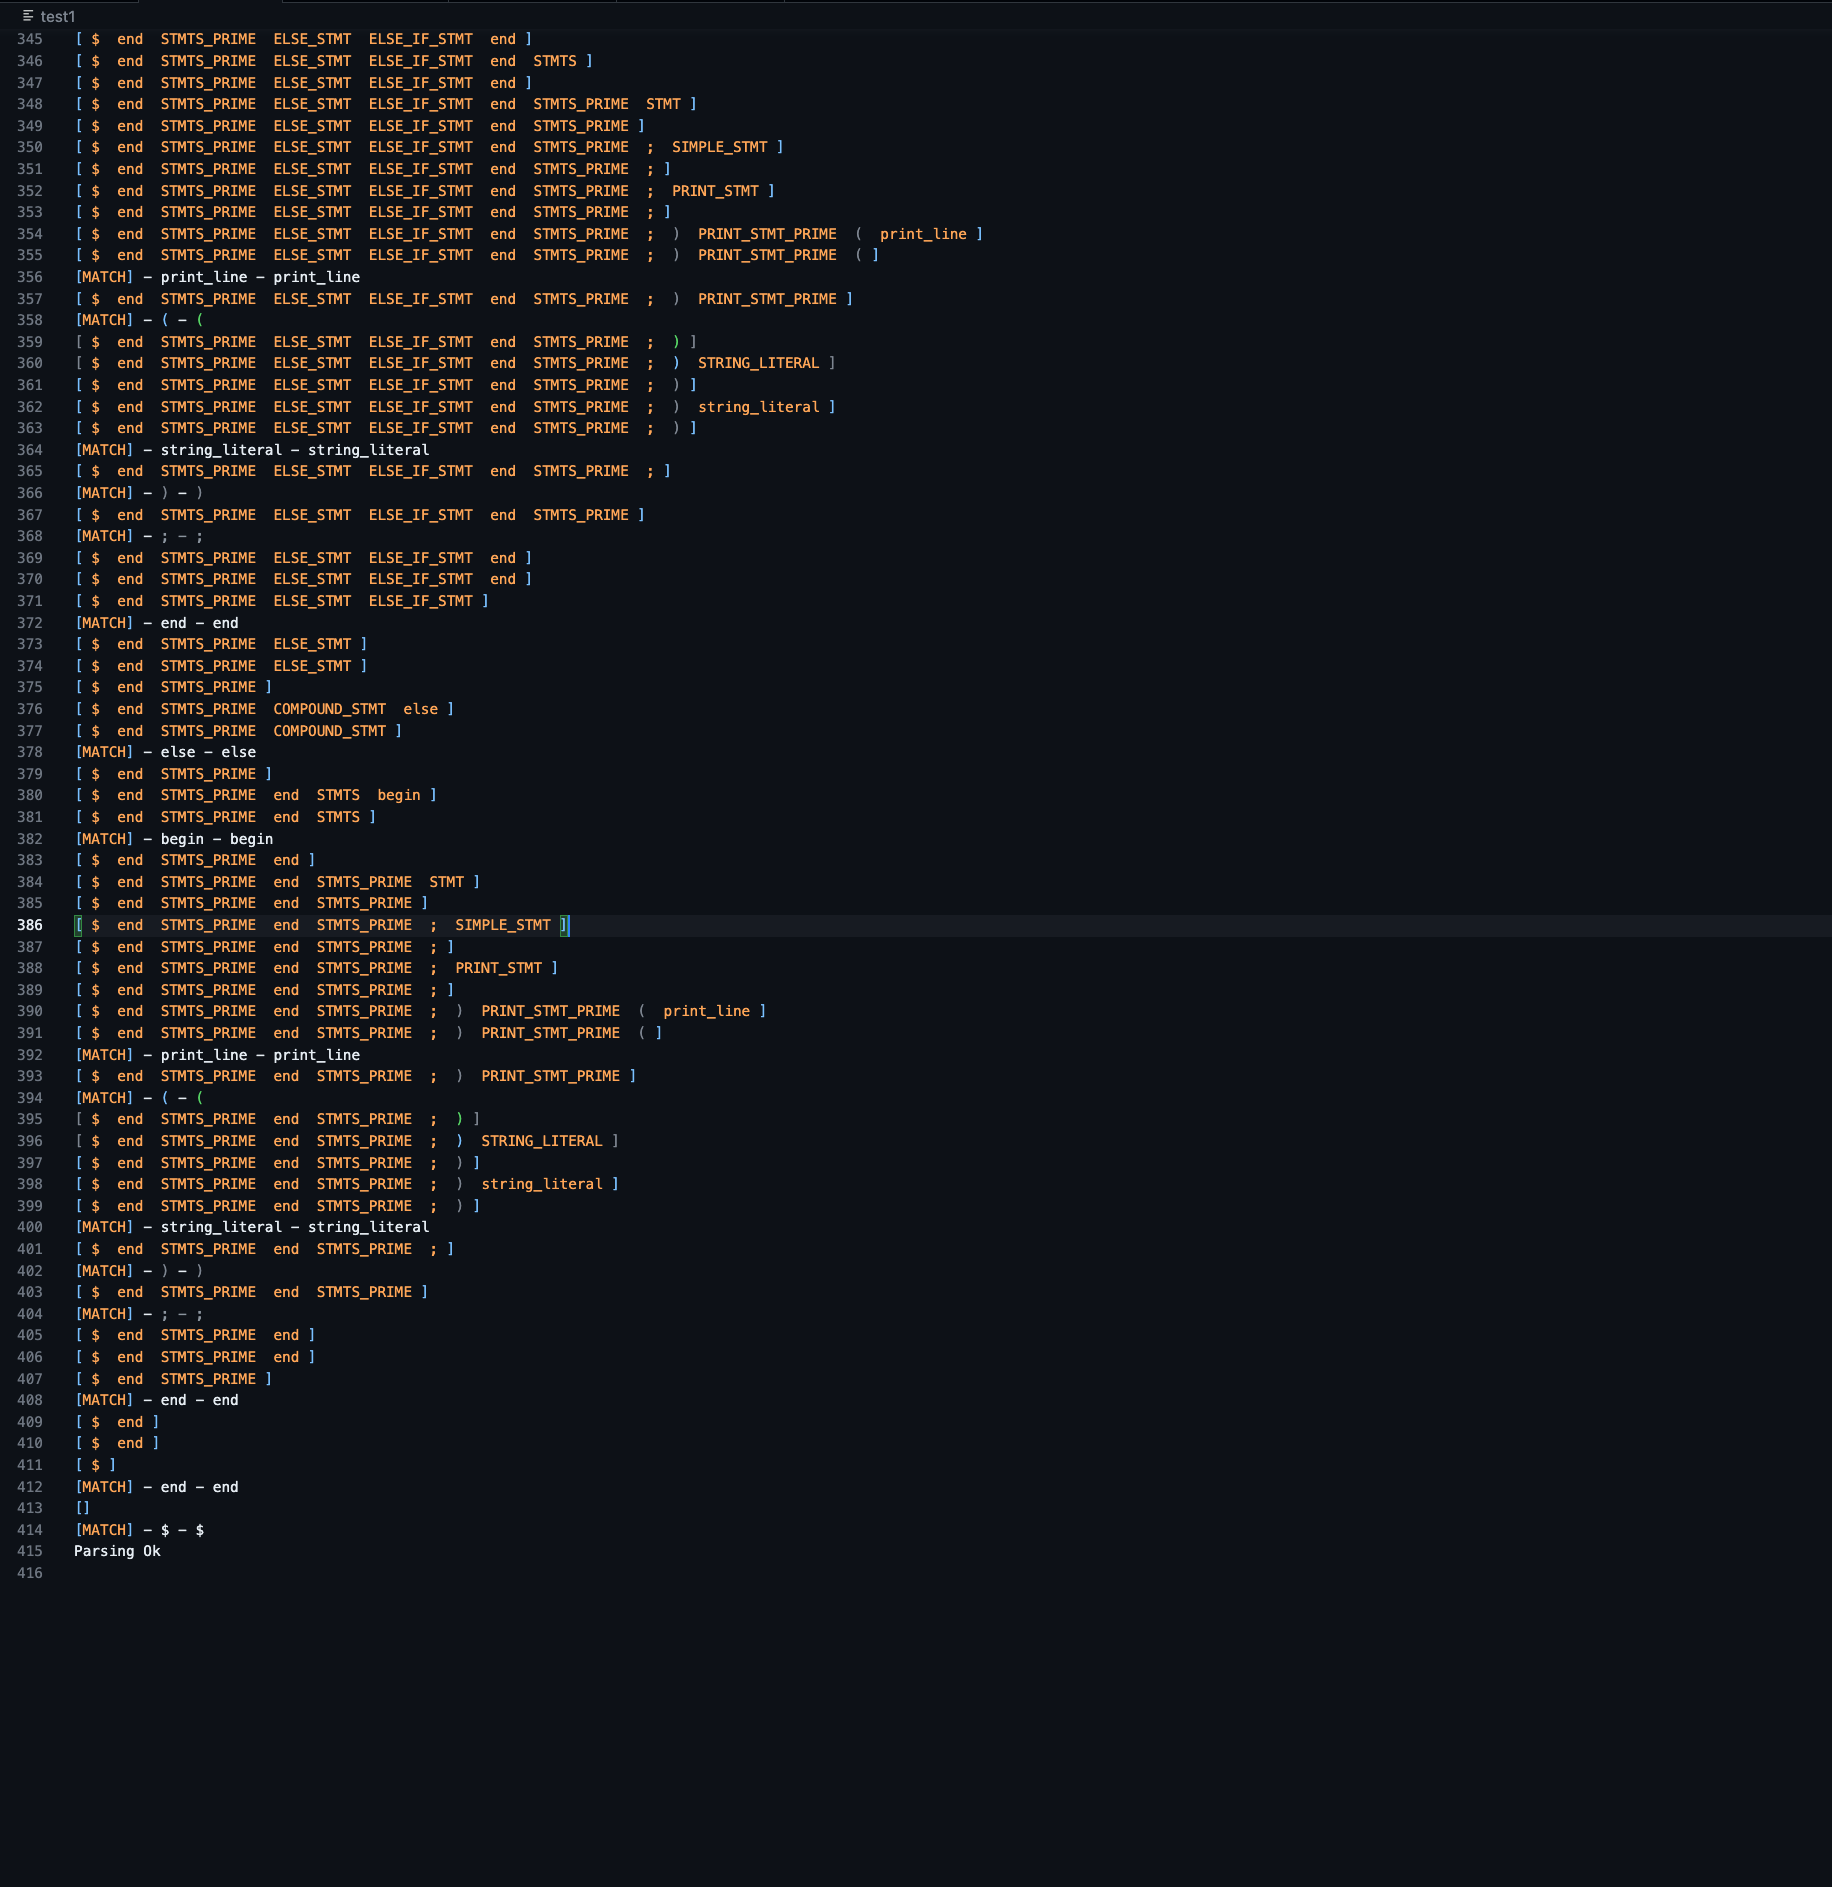 test1
345 [ $ end STMTS_PRIME ELSE_STMT ELSE_IF_STMT end ]
346 [ $ end STMTS_PRIME ELSE_STMT ELSE_IF_STMT end STMTS ]
347 [ $ end STMTS_PRIME ELSE_STMT ELSE_IF_STMT end ]
348 [ $ end STMTS_PRIME ELSE_STMT ELSE_IF_STMT end STMTS_PRIME STMT ]
349 [ $ end STMTS_PRIME ELSE_STMT ELSE_IF_STMT end STMTS_PRIME ]
350 [ $ end STMTS_PRIME ELSE_STMT ELSE_IF_STMT end STMTS_PRIME ; SIMPLE_STMT ]
351 [ $ end STMTS_PRIME ELSE_STMT ELSE_IF_STMT end STMTS_PRIME ; ]
352 [ $ end STMTS_PRIME ELSE_STMT ELSE_IF_STMT end STMTS_PRIME ; PRINT_STMT ]
353 [ $ end STMTS_PRIME ELSE_STMT ELSE_IF_STMT end STMTS_PRIME ; ]
354 [ $ end STMTS_PRIME ELSE_STMT ELSE_IF_STMT end STMTS_PRIME ; ) PRINT_STMT_PRIME ( print_line ]
355 [ $ end STMTS_PRIME ELSE_STMT ELSE_IF_STMT end STMTS_PRIME ; ) PRINT_STMT_PRIME ( ]
356 [MATCH] - print_line - print_line
357 [ $ end STMTS_PRIME ELSE_STMT ELSE_IF_STMT end STMTS_PRIME ; ) PRINT_STMT_PRIME ]
358 [MATCH] - ( - (
359 [ $ end STMTS_PRIME ELSE_STMT ELSE_IF_STMT end STMTS_PRIME ; ) ]
360 [ $ end STMTS_PRIME ELSE_STMT ELSE_IF_STMT end STMTS_PRIME ; ) STRING_LITERAL ]
361 [ $ end STMTS_PRIME ELSE_STMT ELSE_IF_STMT end STMTS_PRIME ; ) ]
362 [ $ end STMTS_PRIME ELSE_STMT ELSE_IF_STMT end STMTS_PRIME ; ) string_literal ]
363 [ $ end STMTS_PRIME ELSE_STMT ELSE_IF_STMT end STMTS_PRIME ; ) ]
364 [MATCH] - string_literal - string_literal
365 [ $ end STMTS_PRIME ELSE_STMT ELSE_IF_STMT end STMTS_PRIME ; ]
366 [MATCH] - ) - )
367 [ $ end STMTS_PRIME ELSE_STMT ELSE_IF_STMT end STMTS_PRIME ]
368 [MATCH] - ; - ;
369 [ $ end STMTS_PRIME ELSE_STMT ELSE_IF_STMT end ]
370 [ $ end STMTS_PRIME ELSE_STMT ELSE_IF_STMT end ]
371 [ $ end STMTS_PRIME ELSE_STMT ELSE_IF_STMT ]
372 [MATCH] - end - end
373 [ $ end STMTS_PRIME ELSE_STMT ]
374 [ $ end STMTS_PRIME ELSE_STMT ]
375 [ $ end STMTS_PRIME ]
376 [ $ end STMTS_PRIME COMPOUND_STMT else ]
377 [ $ end STMTS_PRIME COMPOUND_STMT ]
378 [MATCH] - else - else
379 [ $ end STMTS_PRIME ]
380 [ $ end STMTS_PRIME end STMTS begin ]
381 [ $ end STMTS_PRIME end STMTS ]
382 [MATCH] - begin - begin
383 [ $ end STMTS_PRIME end ]
384 [ $ end STMTS_PRIME end STMTS_PRIME STMT ]
385 [ $ end STMTS_PRIME end STMTS_PRIME ]
386 [ $ end STMTS_PRIME end STMTS_PRIME ; SIMPLE_STMT ]
387 [ $ end STMTS_PRIME end STMTS_PRIME ; ]
388 [ $ end STMTS_PRIME end STMTS_PRIME ; PRINT_STMT ]
389 [ $ end STMTS_PRIME end STMTS_PRIME ; ]
390 [ $ end STMTS_PRIME end STMTS_PRIME ; ) PRINT_STMT_PRIME ( print_line ]
391 [ $ end STMTS_PRIME end STMTS_PRIME ; ) PRINT_STMT_PRIME ( ]
392 [MATCH] - print_line - print_line
393 [ $ end STMTS_PRIME end STMTS_PRIME ; ) PRINT_STMT_PRIME ]
394 [MATCH] - ( - (
395 [ $ end STMTS_PRIME end STMTS_PRIME ; ) ]
396 [ $ end STMTS_PRIME end STMTS_PRIME ; ) STRING_LITERAL ]
397 [ $ end STMTS_PRIME end STMTS_PRIME ; ) ]
398 [ $ end STMTS_PRIME end STMTS_PRIME ; ) string_literal ]
399 [ $ end STMTS_PRIME end STMTS_PRIME ; ) ]
400 [MATCH] - string_literal - string_literal
401 [ $ end STMTS_PRIME end STMTS_PRIME ; ]
402 [MATCH] - ) - )
403 [ $ end STMTS_PRIME end STMTS_PRIME ]
404 [MATCH] - ; - ;
405 [ $ end STMTS_PRIME end ]
406 [ $ end STMTS_PRIME end ]
407 [ $ end STMTS_PRIME ]
408 [MATCH] - end - end
409 [ $ end ]
410 [ $ end ]
411 [ $ ]
412 [MATCH] - end - end
413 []
414 [MATCH] - $ - $
415 Parsing Ok
416